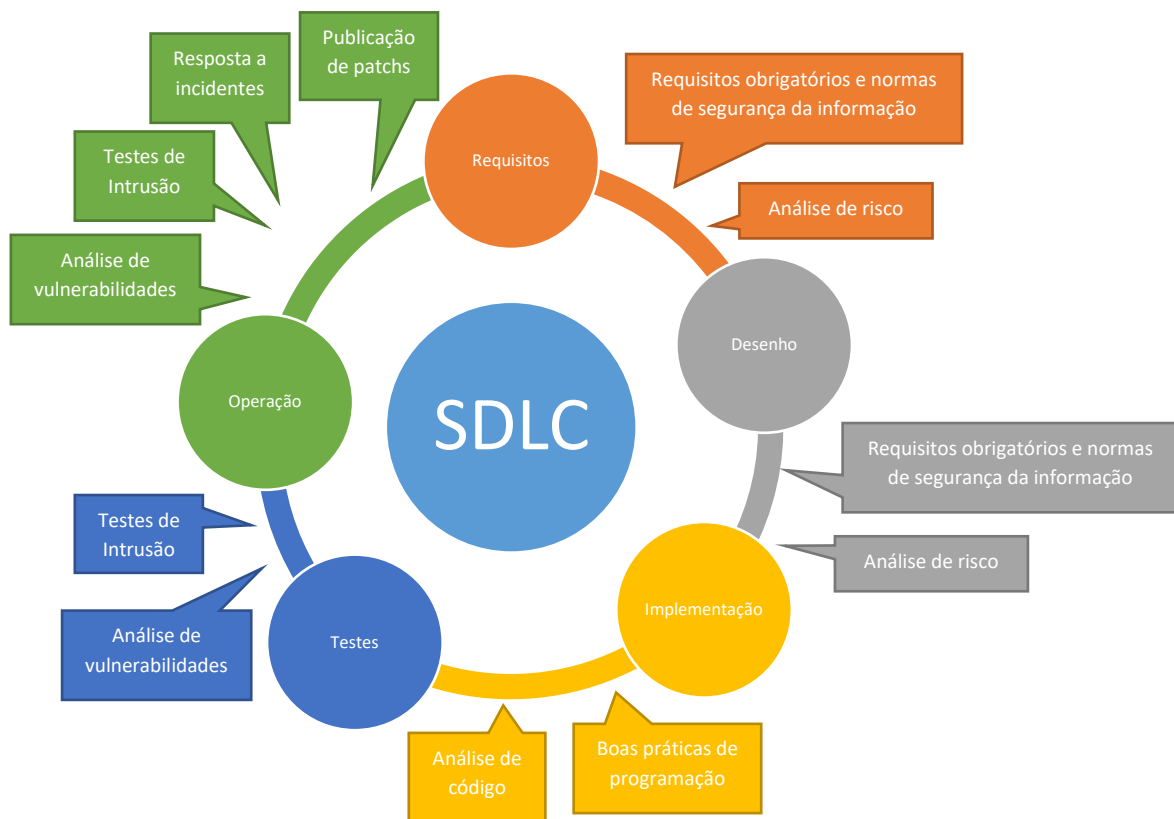 Publicação
de patchs
Resposta a
incidentes
Testes de
Intrusão
Análise de
vulnerabilidades
Requisitos
Requisitos obrigatórios e normas
de segurança da informação
Análise de risco
Desenho
Requisitos obrigatórios e normas
de segurança da informação
Análise de risco
SDLC
Operação
Implementação
Boas práticas de
programação
Análise de
código
Testes
Testes de
Intrusão
Análise de
vulnerabilidades